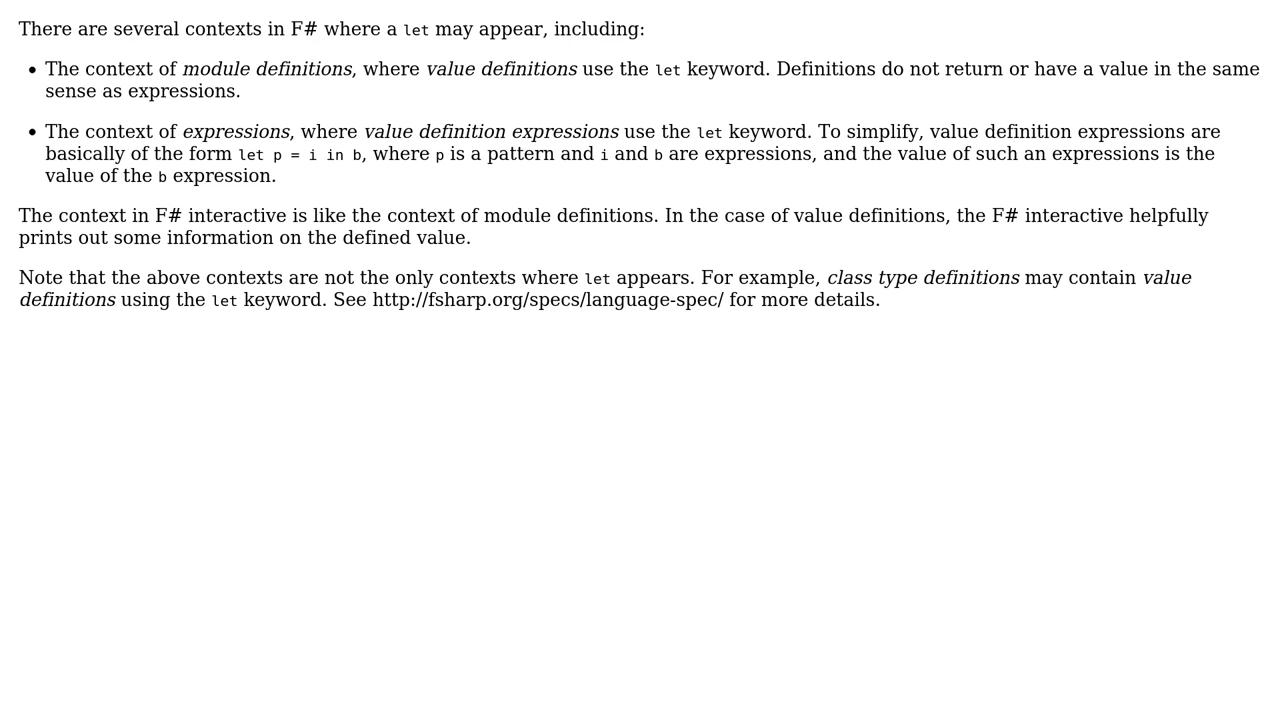 There are several contexts in F# where a let may appear, including:
• The context of module definitions, where value definitions use the let keyword. Definitions do not return or have a value in the same
sense as expressions.
• The context of expressions, where value definition expressions use the let keyword. To simplify, value definition expressions are
basically of the form let p = i in b, where p is a pattern and i and b are expressions, and the value of such an expressions is the
value of the b expression.
The context in F# interactive is like the context of module definitions. In the case of value definitions, the F# interactive helpfully
prints out some information on the defined value.
Note that the above contexts are not the only contexts where let appears. For example, class type definitions may contain value
definitions using the let keyword. See http://fsharp.org/specs/language-spec/ for more details.